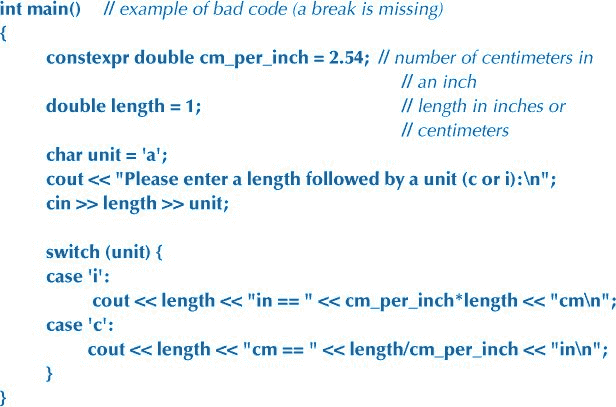 int main()    // example of bad code (a break is missing)
{
        constexpr double cm_per_inch = 2.54;  // number of centimeters in
                                              // an inch
        double length = 1;                    // length in inches or
                                              // centimeters
        char unit = 'a';
        cout << "Please enter a length followed by a unit (c or i):\n";
        cin >> length >> unit;

        switch (unit) {
        case 'i':
                cout << length << "in == " << cm_per_inch*length << "cm\n";
        case 'c':
                cout << length << "cm == " << length/cm_per_inch << "in\n";
        }
}